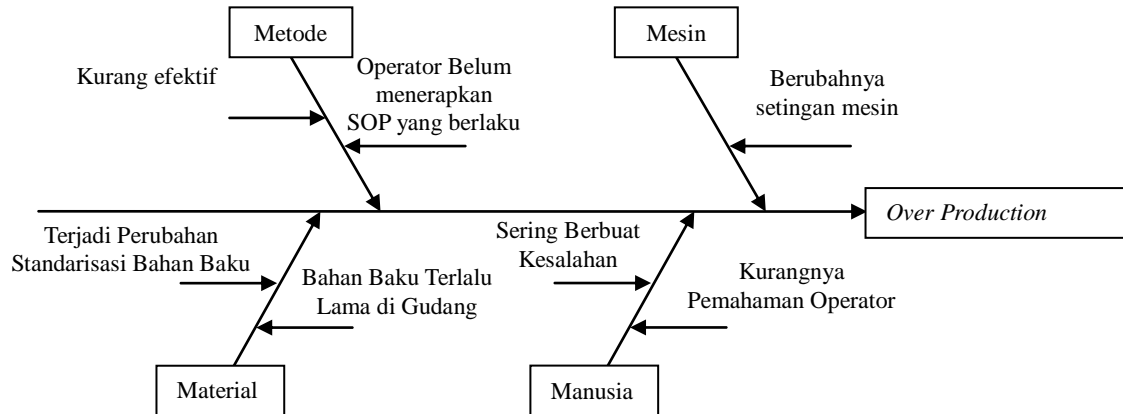 Metode
Mesin
Kurang efektif
Operator Belum
menerapkan
SOP yang berlaku
Berubahnya
setingan mesin
Over Production
Terjadi Perubahan
Standarisasi Bahan Baku
Bahan Baku Terlalu
Lama di Gudang
Sering Berbuat
Kesalahan
Kurangnya
Pemahaman Operator
Material
Manusia